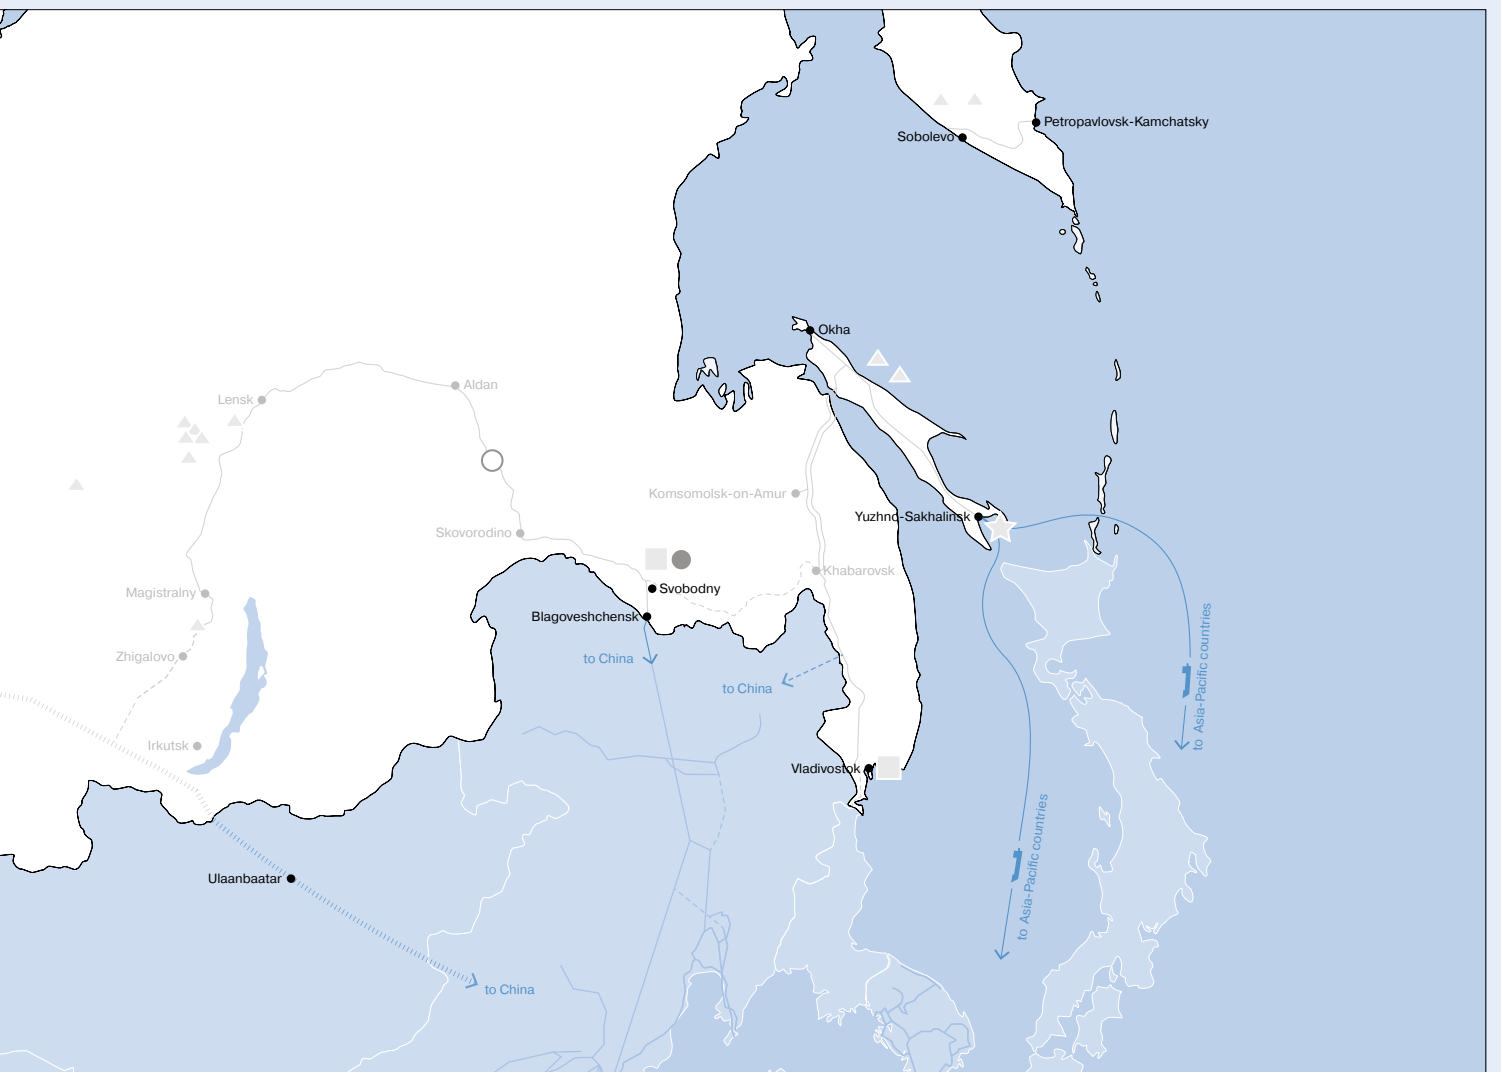 Petropavlovsk-Kamchatsky
Sobolevo
Okha
Aldan
Lensk
Komsomolsk-on-Amur
Yuzhno-Sakhalinsk
Skovorodino
Khabarovsk
Svobodny
Magistralny
Blagoveshchensk
Zhigalovo
to China
to China
to Asia-Pacific countries
Irkutsk
Vladivostok
to Asia-Pacific countries
Ulaanbaatar
to China